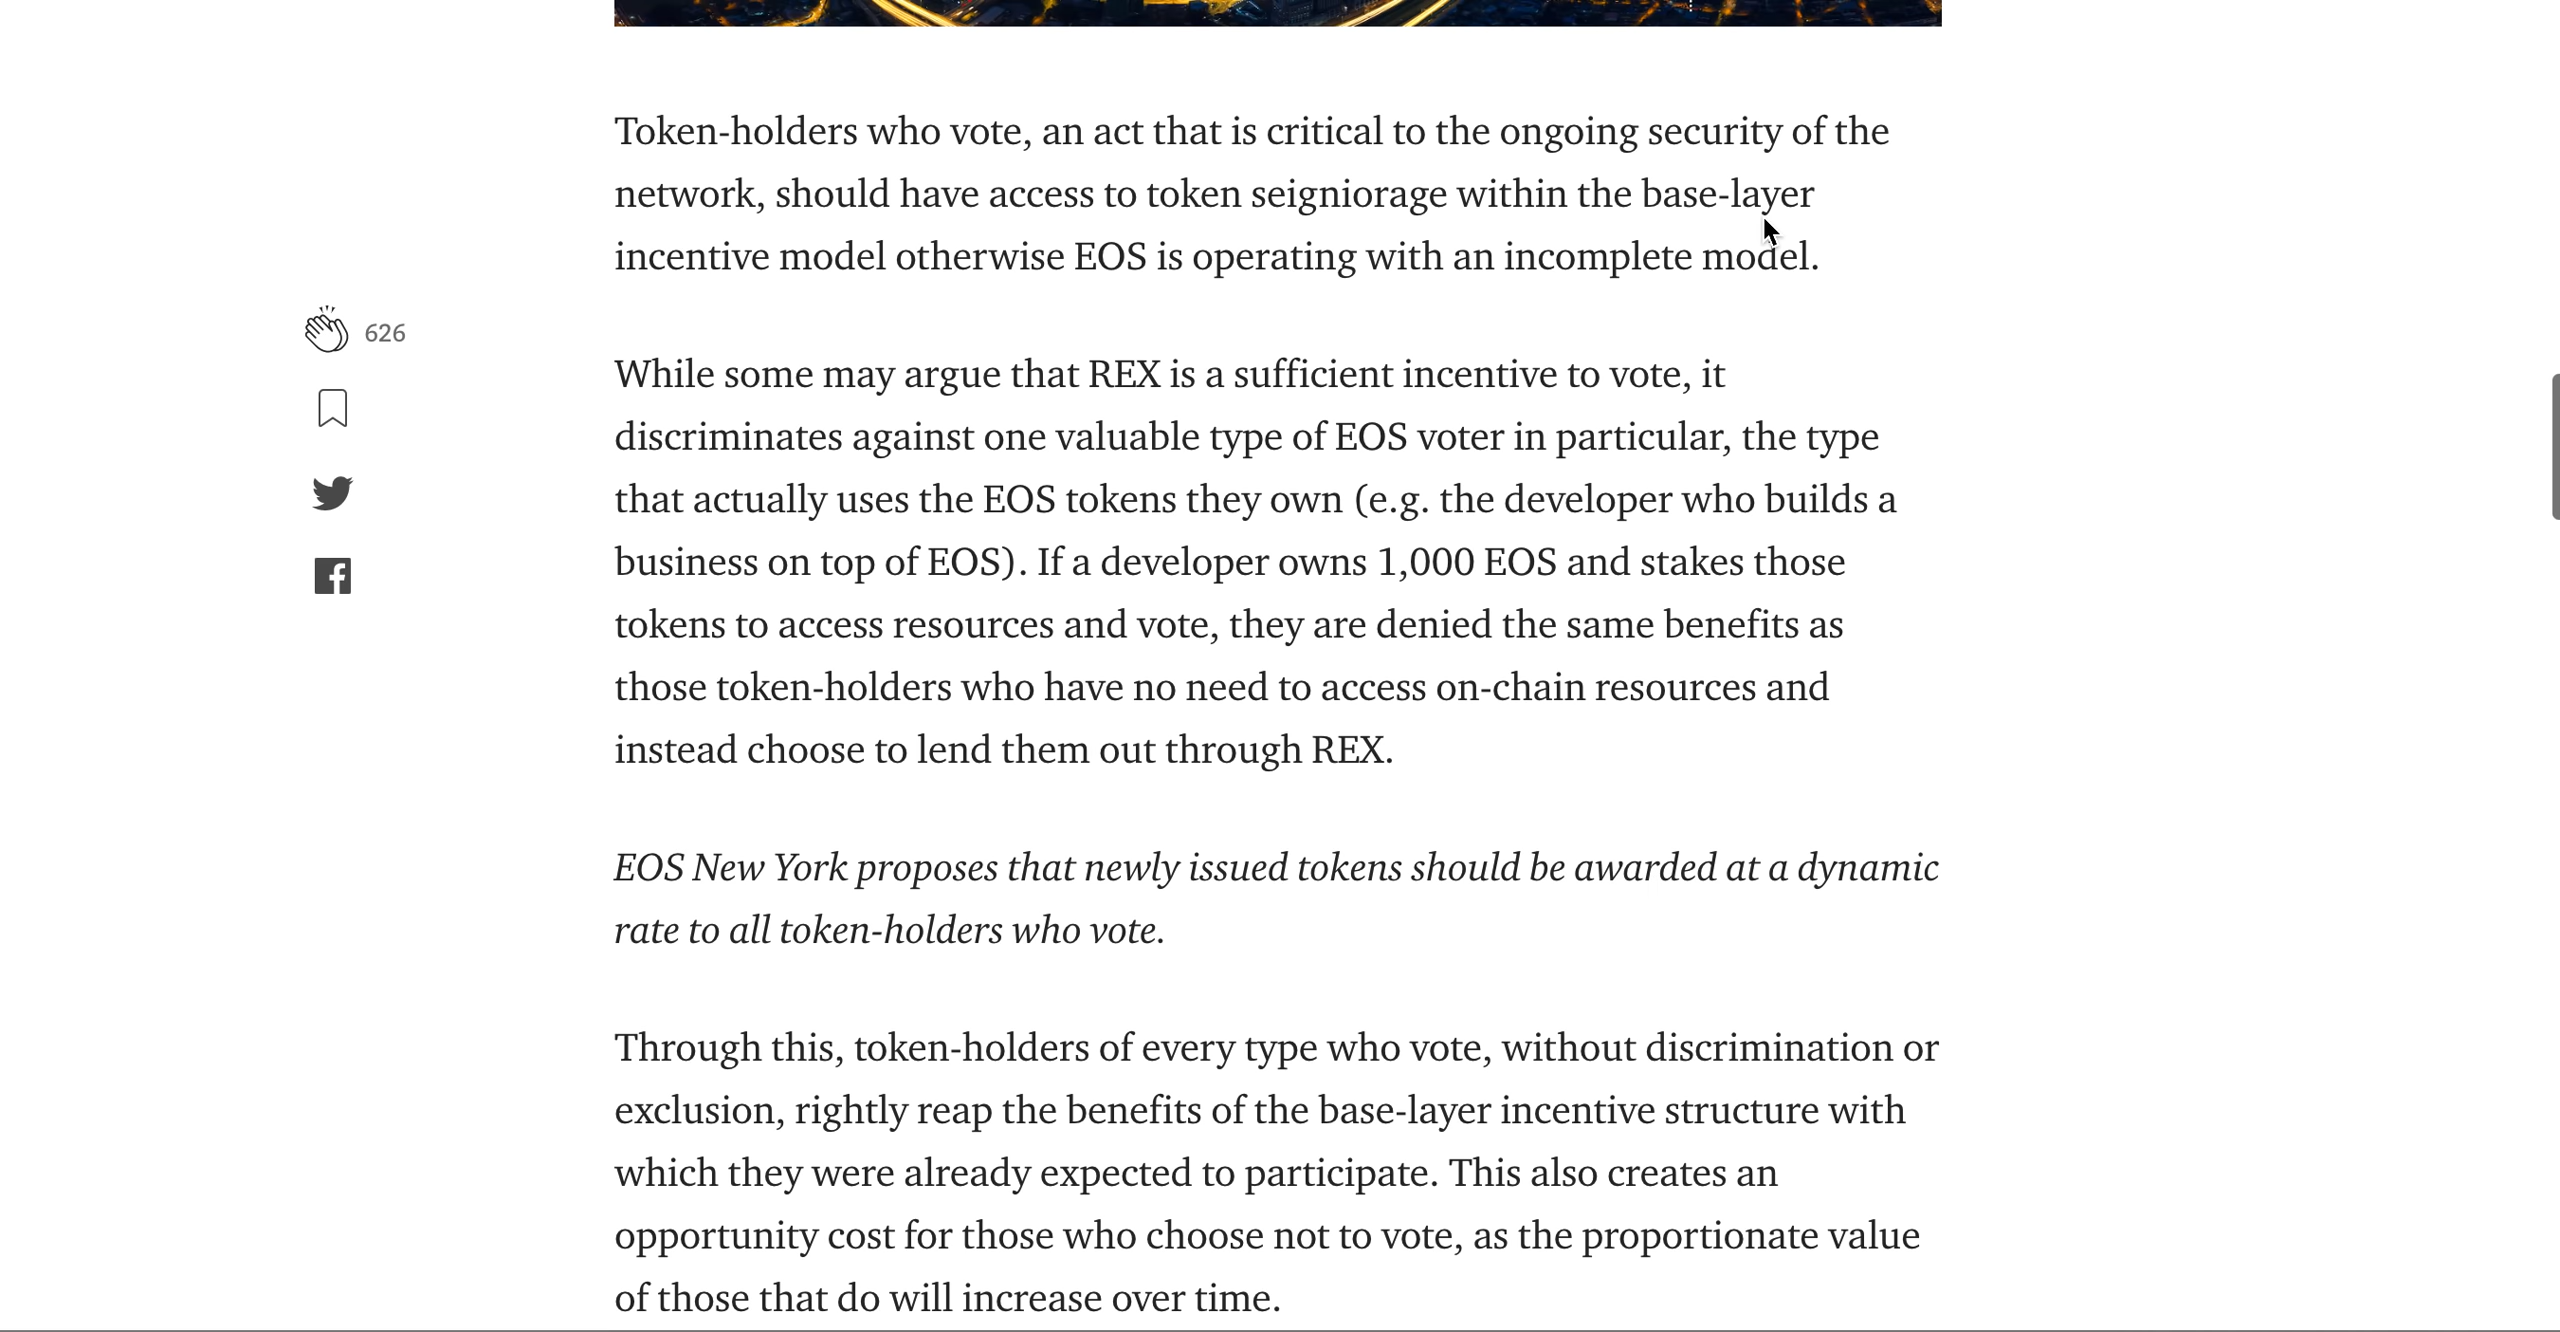 Token-holders who vote, an act that is critical to the ongoing security of the
network, should have access to token seigniorage within the base-layer
incentive model otherwise EOS is operating with an incomplete model.
626
While some may argue that REX is a sufficient incentive to vote, it
discriminates against one valuable type of EOS voter in particular, the type
that actually uses the EOS tokens they own (e.g. the developer who builds a
business on top of EOS). If a developer owns 1,000 EOS and stakes those
tokens to access resources and vote, they are denied the same benefits as
those token-holders who have no need to access on-chain resources and
instead choose to lend them out through REX.
EOS New York proposes that newly issued tokens should be awarded at a dynamic
rate to all token-holders who vote.
Through this, token-holders of every type who vote, without discrimination or
exclusion, rightly reap the benefits of the base-layer incentive structure with
which they were already expected to participate. This also creates an
opportunity cost for those who choose not to vote, as the proportionate value
of those that do will increase over time.